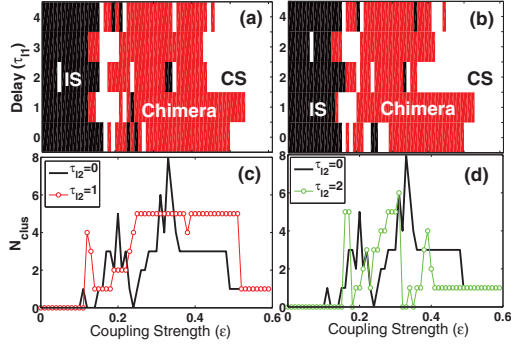 (a)
(b)
Delay (τl1)
4
3
2
1
0
IS
CS
Chimera
IS
CS
Chimera
(c)
(d)
Nclus
8
6
4
2
0
τl2=0
τl2=1
τl2=0
τl2=2
0 0.2 0.4 0.6
0 0.2 0.4 0.6
Coupling Strength (ε)
Coupling Strength (ε)